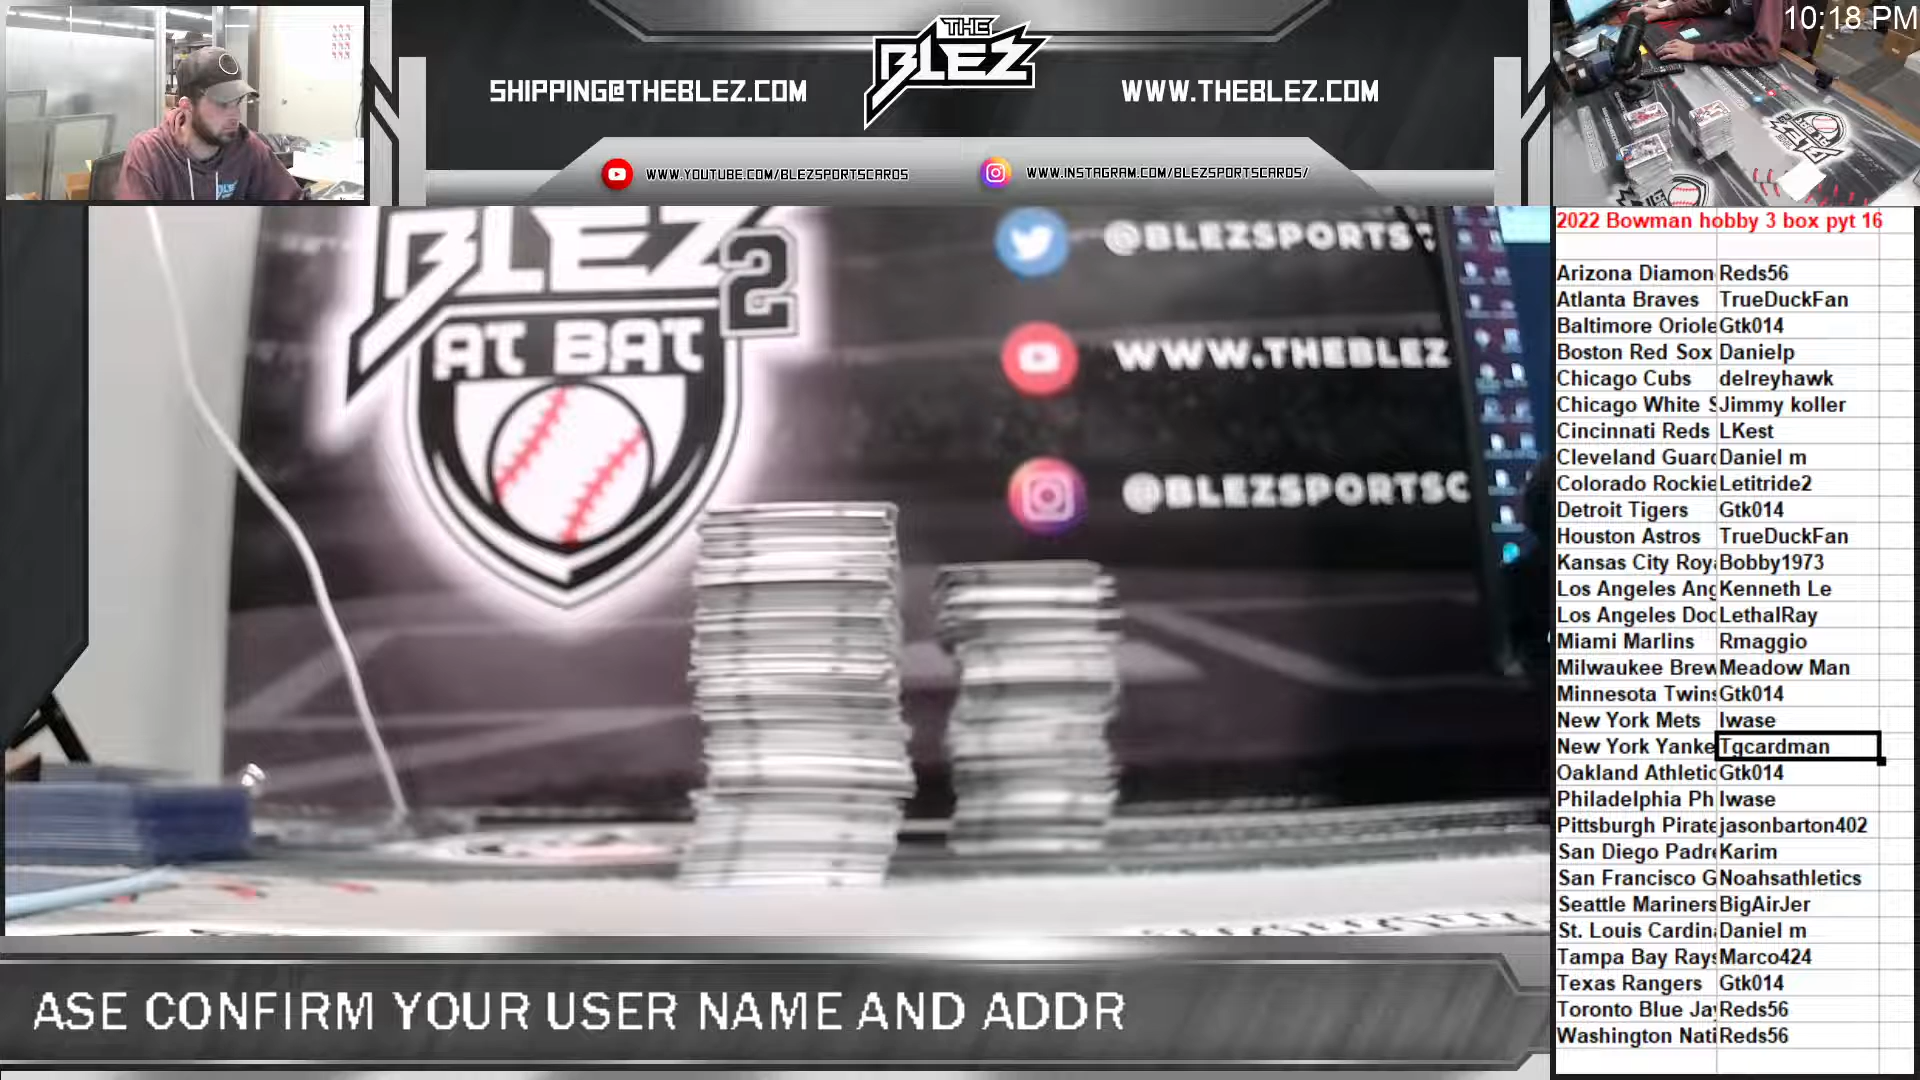 10:18 PM
THE
BLEZ
SHIPPING@THEBLEZ.COM
WWW.THEBLEZ.COM
WWW.YOUTUBE.COM/BLEZSPORTSCARDS
WWW.INSTAGRAM.COM/BLEZSPORTSCARDS/
BLEZ
2
AT BAT
@BLEZSPORTS
WWW.THEBLEZ
@BLEZSPORTSC
2022 Bowman hobby 3 box pyt 16
Arizona Diamon Reds56
Atlanta Braves TrueDuckFan
Baltimore Oriole Gtk014
Boston Red Sox Danielp
Chicago Cubs delreyhawk
Chicago White S Jimmy koller
Cincinnati Reds LKest
Cleveland Guard Daniel m
Colorado Rockie Letitride2
Detroit Tigers Gtk014
Houston Astros TrueDuckFan
Kansas City Roya Bobby1973
Los Angeles Ang Kenneth Le
Los Angeles Dod LethalRay
Miami Marlins Rmaggio
Milwaukee Brew Meadow Man
Minnesota Twins Gtk014
New York Mets Iwase
New York Yanke Tgcardman
Oakland Athletic Gtk014
Philadelphia Ph Iwase
Pittsburgh Pirate jasonbarton402
San Diego Padre Karim
San Francisco G Noahsathletics
Seattle Mariners BigAirJer
St. Louis Cardin Daniel m
Tampa Bay Rays Marco424
Texas Rangers Gtk014
Toronto Blue Jay Reds56
Washington Nati Reds56
ASE CONFIRM YOUR USER NAME AND ADDR